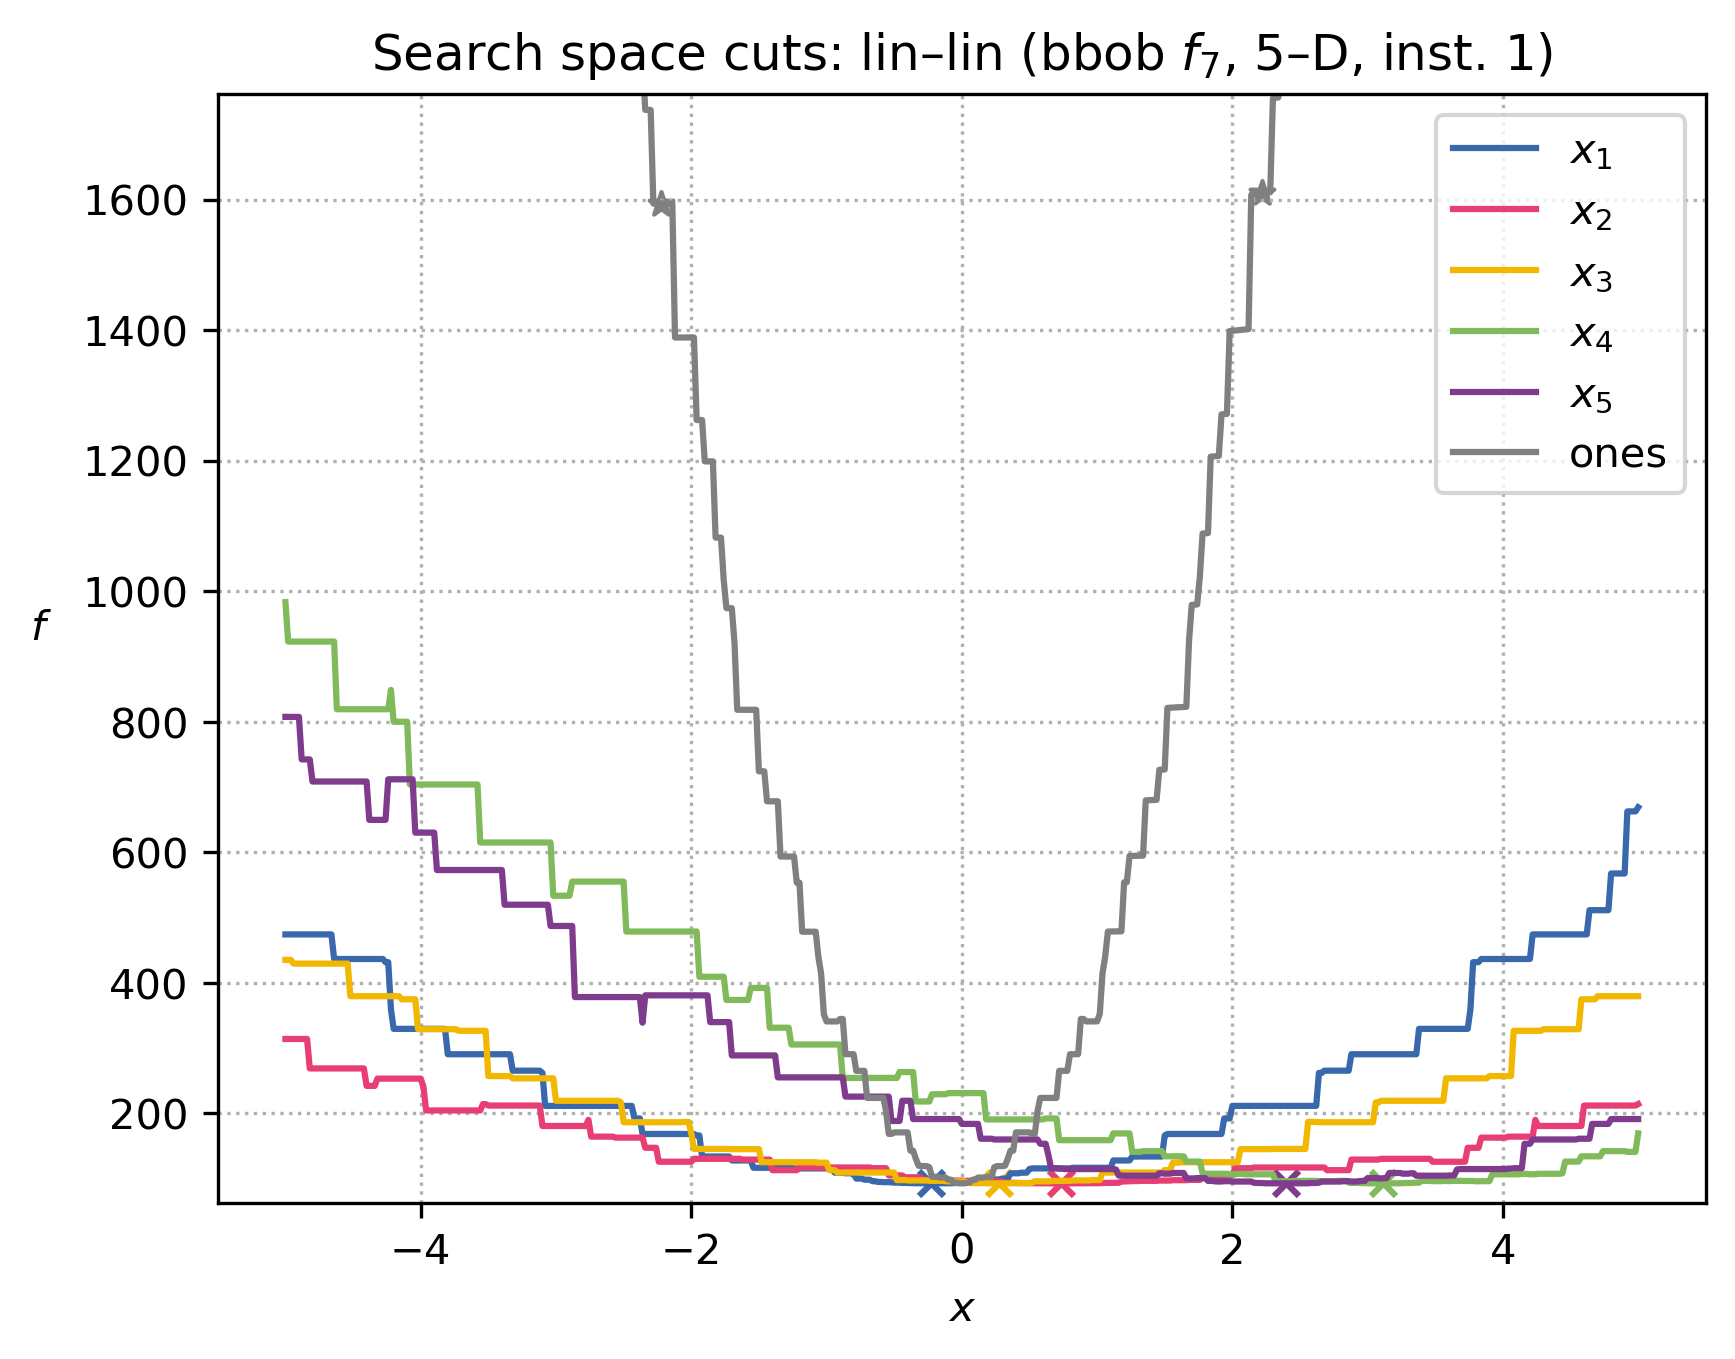 Search space cuts: lin–lin (bbob f₇, 5–D, inst. 1)
f
1600
1400
1200
1000
800
600
400
200
−4 −2 0 2 4
x
x₁
x₂
x₃
x₄
x₅
ones